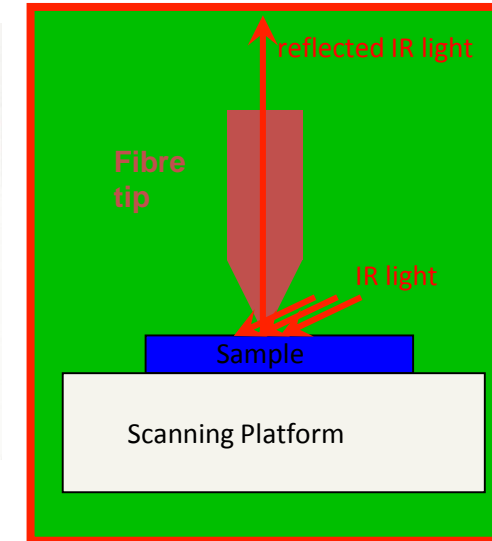 reflected IR light
Fibre
tip
IR light
Sample
Scanning Platform